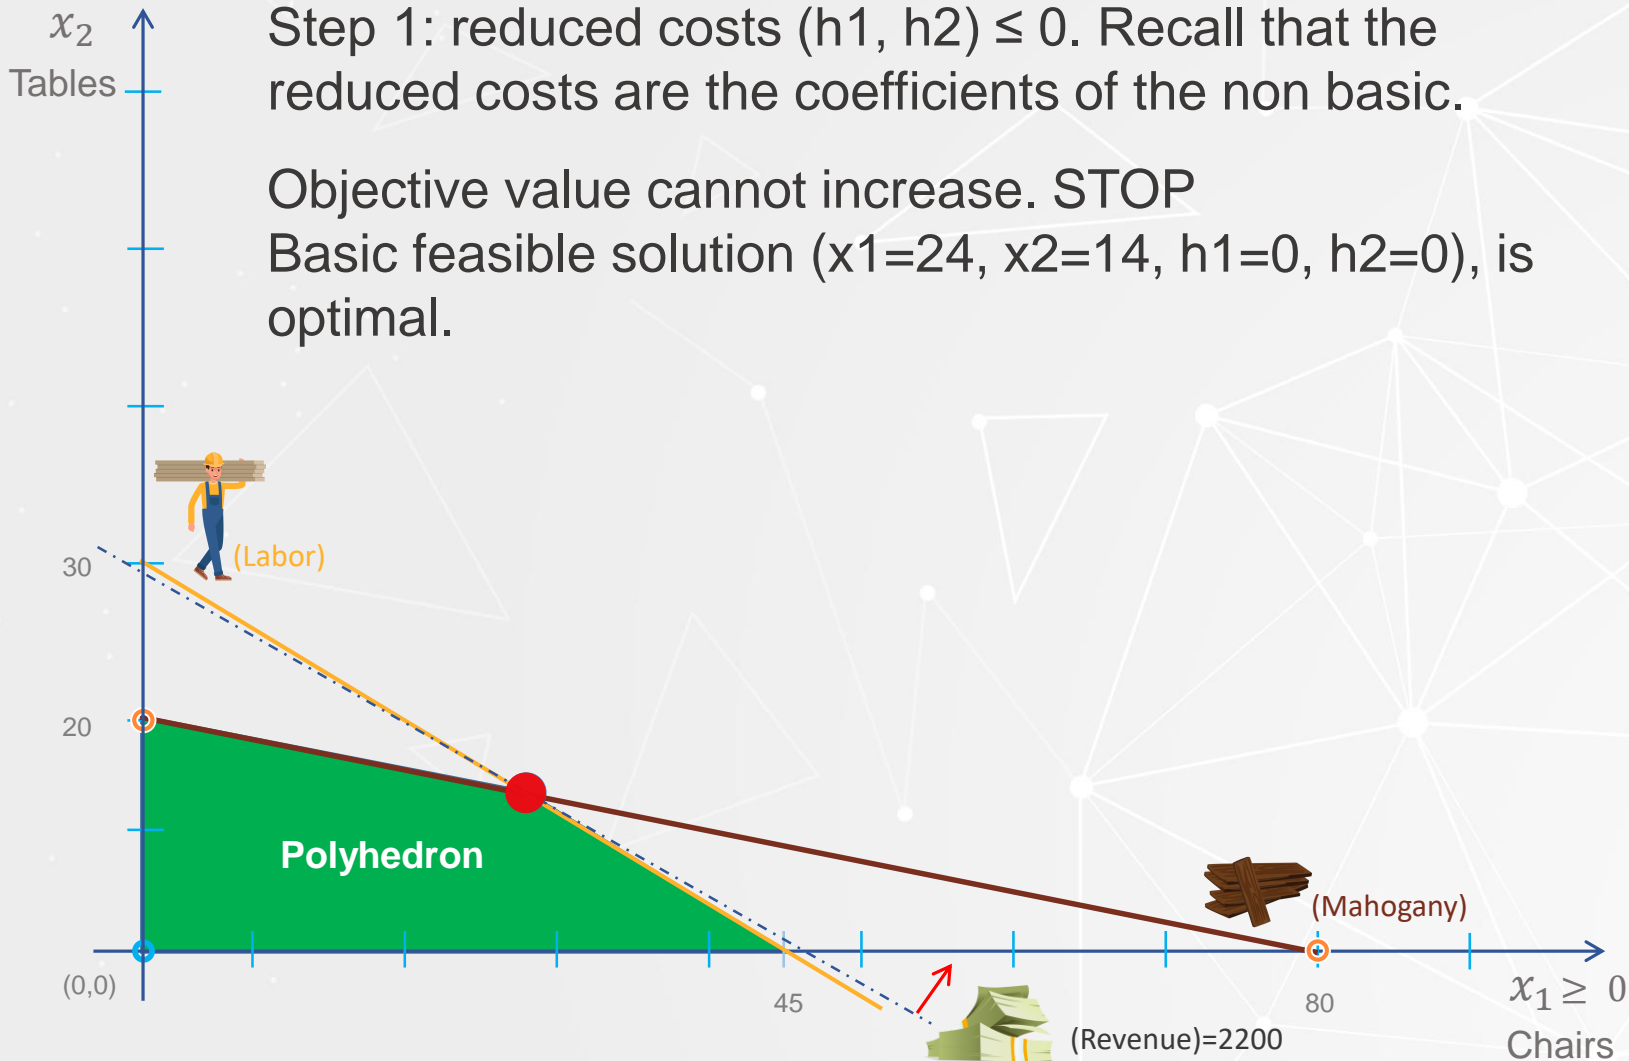 x₂
Tables
Step 1: reduced costs (h1, h2) ≤ 0. Recall that the
reduced costs are the coefficients of the non basic.
Objective value cannot increase. STOP
Basic feasible solution (x1=24, x2=14, h1=0, h2=0), is
optimal.
(Labor)
30
20
Polyhedron
(Mahogany)
(0,0)
45
80
x₁ ≥ 0
(Revenue)=2200
Chairs